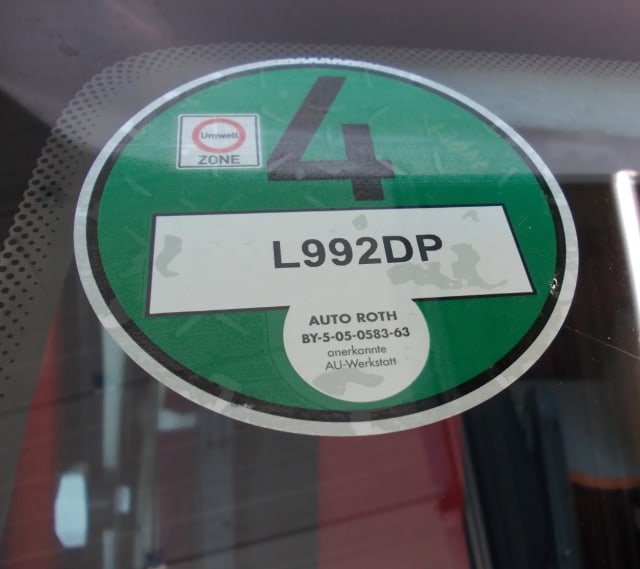 4
Umwelt
ZONE
L992DP
AUTO ROTH
BY-5-05-0583-63
anerkannte
AU-Werkstatt